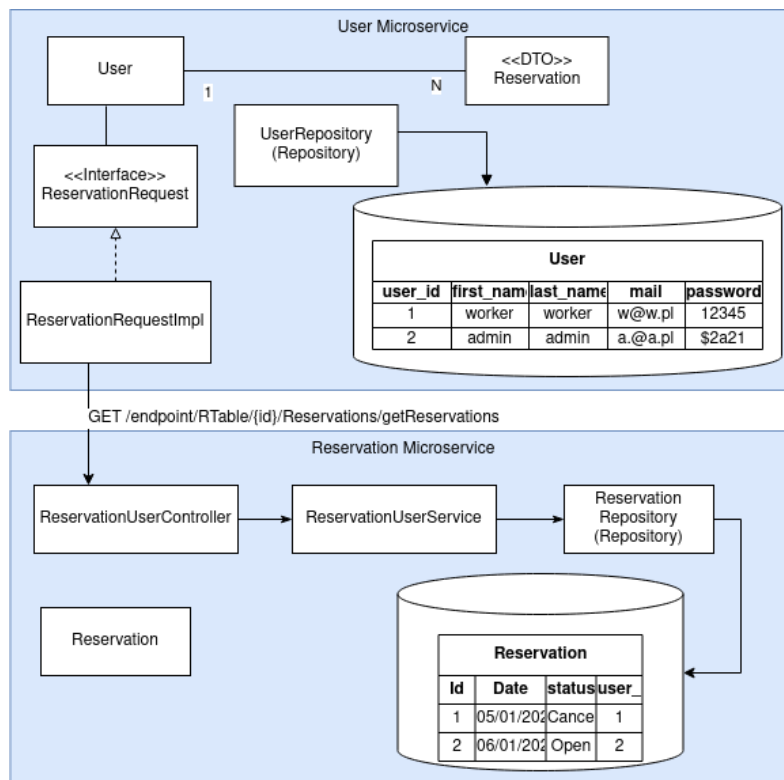 User Microservice
User
1
N
<<DTO>>
Reservation
UserRepository
(Repository)
<<Interface>>
ReservationRequest
ReservationRequestImpl
User
user_id first_nam last_name mail password
1 worker worker w@w.pl 12345
2 admin admin a.@a.pl $2a21
GET /endpoint/RTable/{id}/Reservations/getReservations
Reservation Microservice
ReservationUserController
ReservationUserService
Reservation
Repository
(Repository)
Reservation
Reservation
Id Date status user_
1 05/01/202 Cance 1
2 06/01/202 Open 2